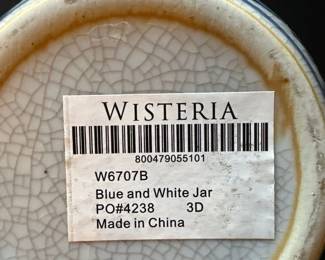 WISTERIA
800479055101
W6707B
Blue and White Jar
PO#4238 3D
Made in China